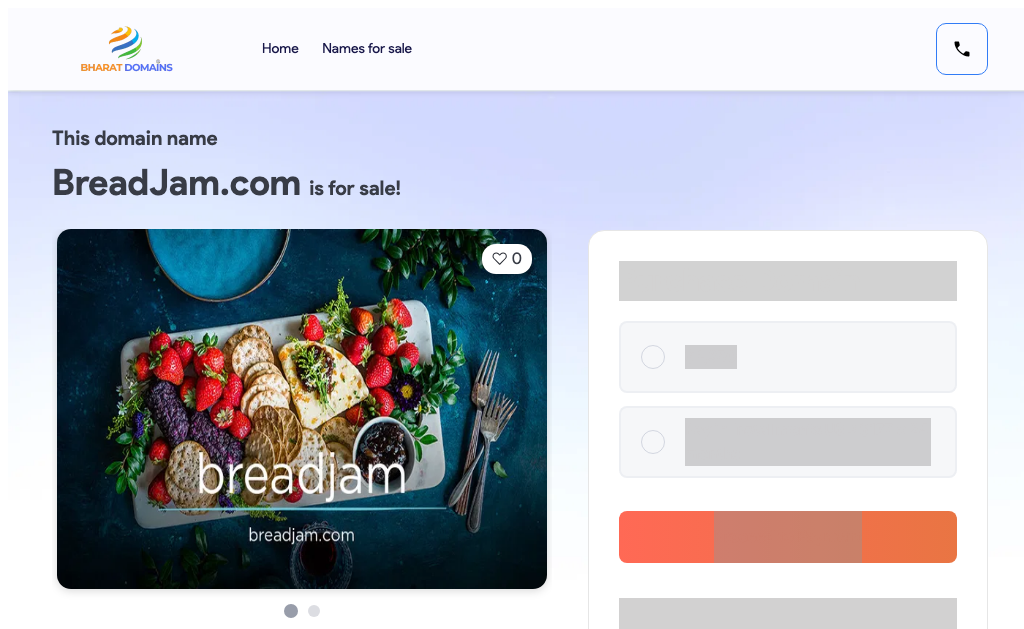 BHARAT DOMAINS
Home
Names for sale
This domain name
BreadJam.com is for sale!
0
breadjam
breadjam.com